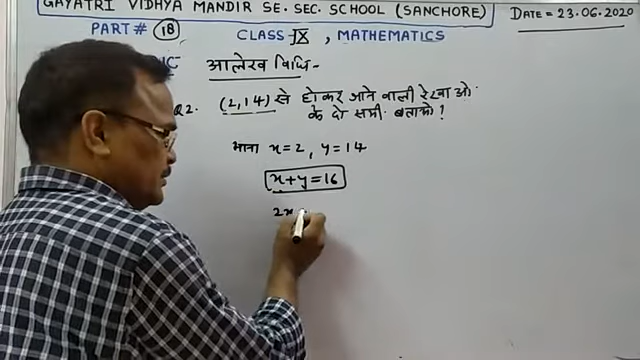 GAYATRI VIDHYA MANDIR SE. SEC. SCHOOL (SANCHORE)
DATE = 23.06.2020
PART # 18 CLASS-IX, MATHEMATICS
आलेख विधि-
Q2. (2,14) से होकर जाने वाली रेखाओं
के दो समी. बताओ?
माना x=2, y=14
x+y=16
2x